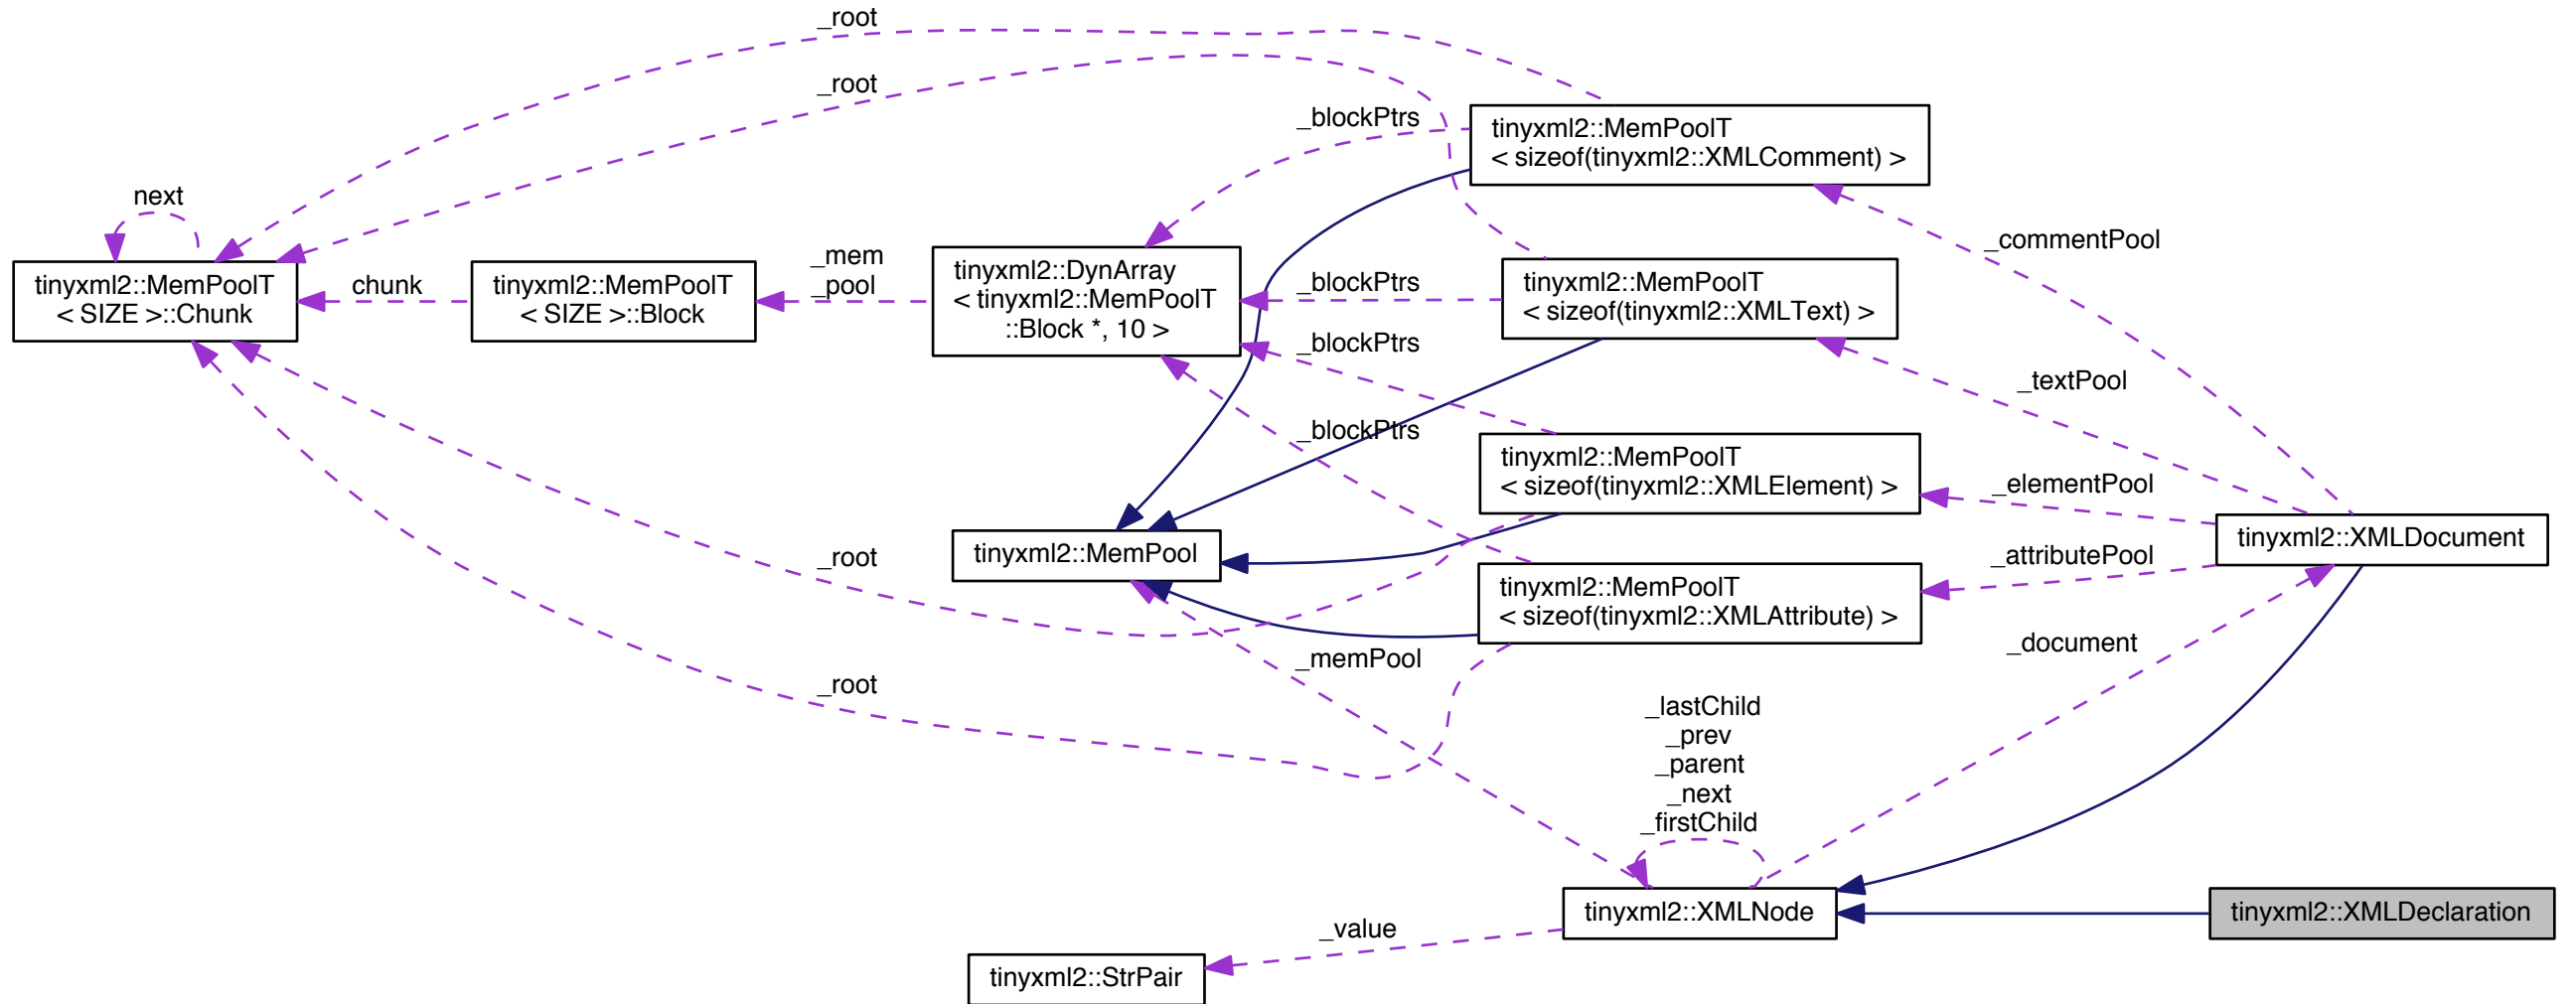 _root
_root
_blockPtrs
tinyxml2::MemPoolT
< sizeof(tinyxml2::XMLComment) >
next
_commentPool
tinyxml2::MemPoolT
< SIZE >::Chunk
chunk
tinyxml2::MemPoolT
< SIZE >::Block
_mem
_pool
tinyxml2::DynArray
< tinyxml2::MemPoolT
::Block *, 10 >
_blockPtrs
tinyxml2::MemPoolT
< sizeof(tinyxml2::XMLText) >
_blockPtrs
_textPool
_blockPtrs
tinyxml2::MemPoolT
< sizeof(tinyxml2::XMLElement) >
_elementPool
tinyxml2::XMLDocument
tinyxml2::MemPool
_root
_attributePool
tinyxml2::MemPoolT
< sizeof(tinyxml2::XMLAttribute) >
_document
_memPool
_root
_lastChild
_prev
_parent
_next
_firstChild
tinyxml2::XMLNode
tinyxml2::XMLDeclaration
_value
tinyxml2::StrPair